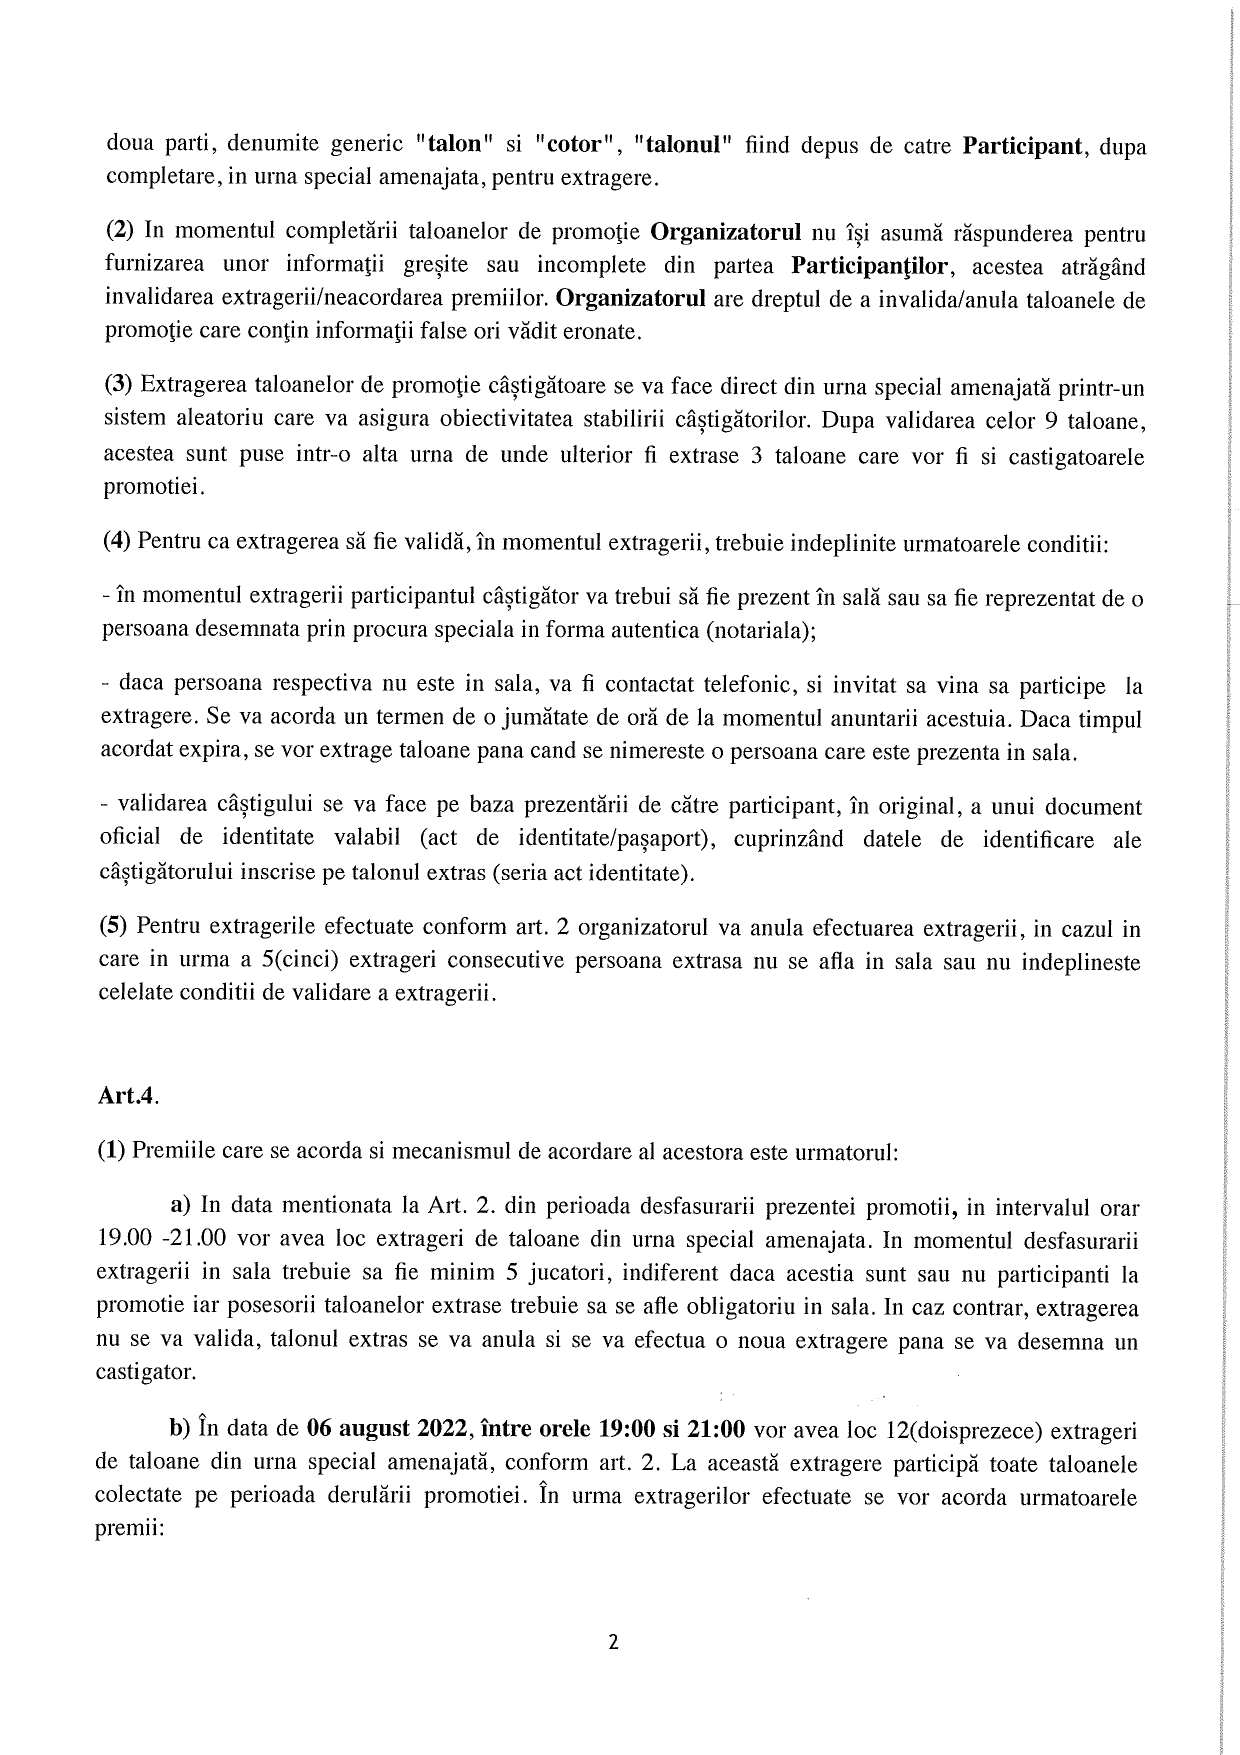 doua parti, denumite generic "talon" si "cotor", "talonul" fiind depus de catre Participant, dupa
completare, in urna special amenajata, pentru extragere.
(2) In momentul completării taloanelor de promoţie Organizatorul nu îşi asumă răspunderea pentru
furnizarea unor informaţii greşite sau incomplete din partea Participanţilor, acestea atrăgând
invalidarea extragerii/neacordarea premiilor. Organizatorul are dreptul de a invalida/anula taloanele de
promoţie care conţin informaţii false ori vădit eronate.
(3) Extragerea taloanelor de promoţie câştigătoare se va face direct din urna special amenajată printr-un
sistem aleatoriu care va asigura obiectivitatea stabilirii câştigătorilor. Dupa validarea celor 9 taloane,
acestea sunt puse intr-o alta urna de unde ulterior fi extrase 3 taloane care vor fi si castigatoarele
promotiei.
(4) Pentru ca extragerea să fie validă, în momentul extragerii, trebuie indeplinite urmatoarele conditii:
- în momentul extragerii participantul câştigător va trebui să fie prezent în sală sau sa fie reprezentat de o
persoana desemnata prin procura speciala in forma autentica (notariala);
- daca persoana respectiva nu este in sala, va fi contactat telefonic, si invitat sa vina sa participe la
extragere. Se va acorda un termen de o jumătate de oră de la momentul anuntarii acestuia. Daca timpul
acordat expira, se vor extrage taloane pana cand se nimereste o persoana care este prezenta in sala.
- validarea câştigului se va face pe baza prezentării de către participant, în original, a unui document
oficial de identitate valabil (act de identitate/paşaport), cuprinzând datele de identificare ale
câştigătorului inscrise pe talonul extras (seria act identitate).
(5) Pentru extragerile efectuate conform art. 2 organizatorul va anula efectuarea extragerii, in cazul in
care in urma a 5(cinci) extrageri consecutive persoana extrasa nu se afla in sala sau nu indeplineste
celelate conditii de validare a extragerii.
Art.4.
(1) Premiile care se acorda si mecanismul de acordare al acestora este urmatorul:
a) In data mentionata la Art. 2. din perioada desfasurarii prezentei promotii, in intervalul orar
19.00 -21.00 vor avea loc extrageri de taloane din urna special amenajata. In momentul desfasurarii
extragerii in sala trebuie sa fie minim 5 jucatori, indiferent daca acestia sunt sau nu participanti la
promotie iar posesorii taloanelor extrase trebuie sa se afle obligatoriu in sala. In caz contrar, extragerea
nu se va valida, talonul extras se va anula si se va efectua o noua extragere pana se va desemna un
castigator.
b) În data de 06 august 2022, între orele 19:00 si 21:00 vor avea loc 12(doisprezece) extrageri
de taloane din urna special amenajată, conform art. 2. La această extragere participă toate taloanele
colectate pe perioada derulării promotiei. În urma extragerilor efectuate se vor acorda urmatoarele
premii:
2